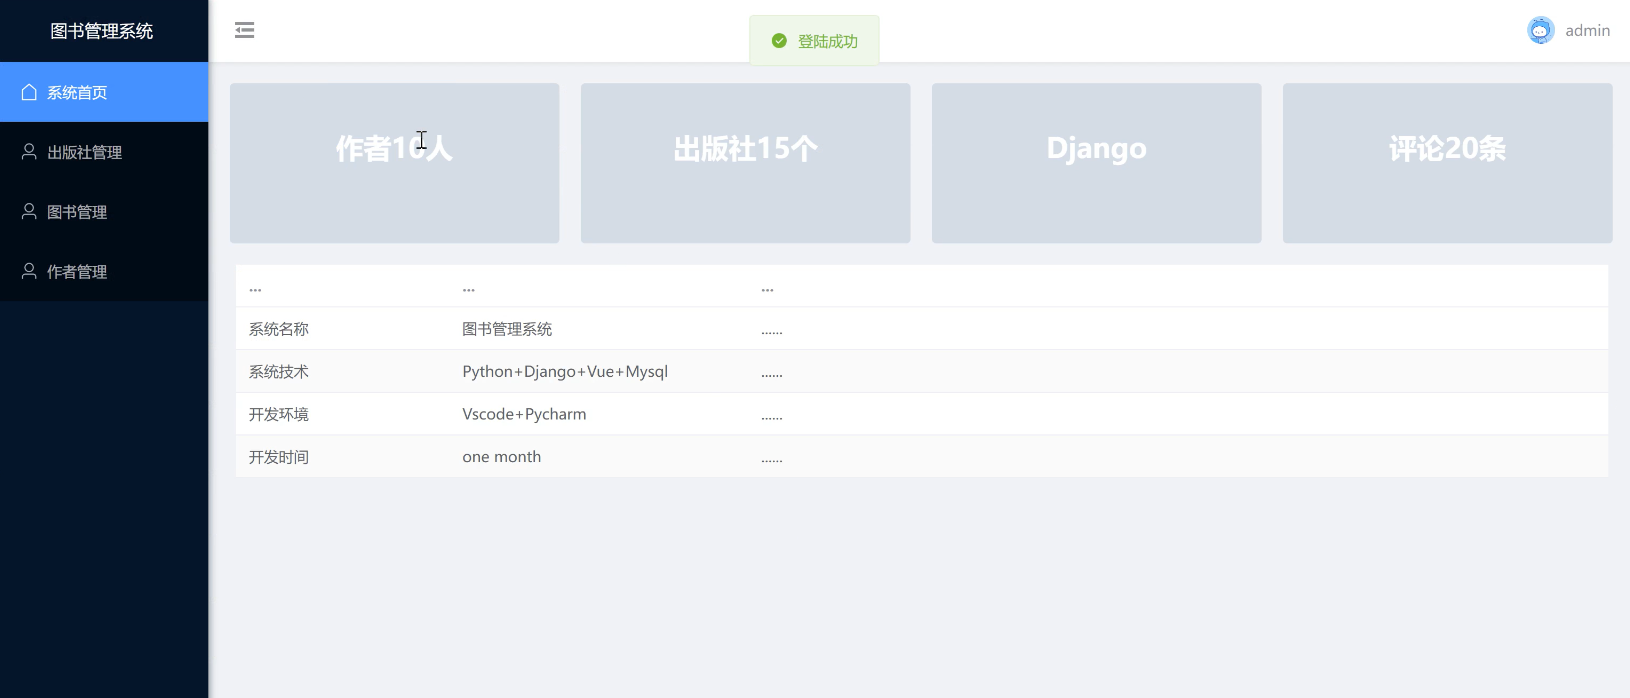 图书管理系统
登陆成功
admin
系统首页
出版社管理
图书管理
作者管理
作者10人
出版社15个
Django
评论20条
... ... ...
系统名称 图书管理系统 ......
系统技术 Python+Django+Vue+Mysql ......
开发环境 Vscode+Pycharm ......
开发时间 one month ......